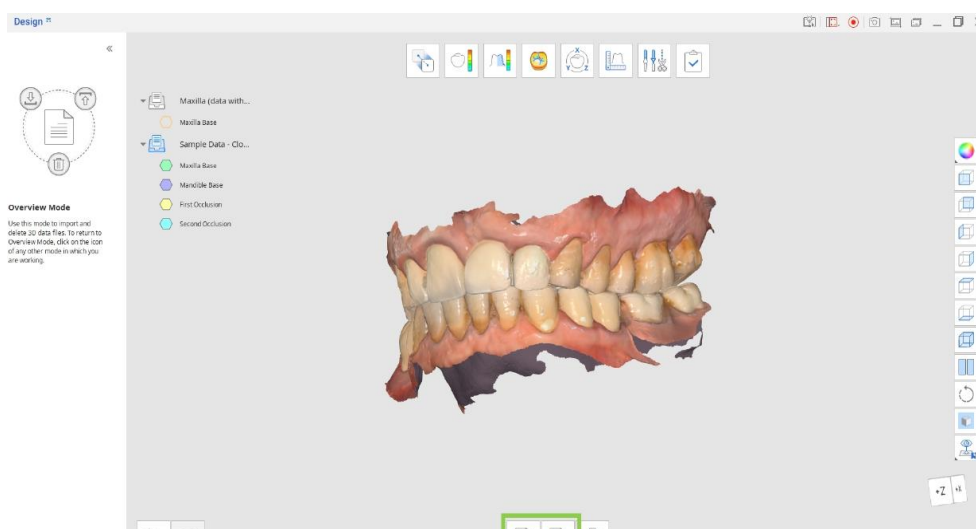 Design
Maxilla (data with...
Maxilla Base
Sample Data - Clo...
Maxilla Base
Mandible Base
First Occlusion
Second Occlusion
Overview Mode
Use this mode to import and
delete 3D data files. To return to
Overview Mode, click on the icon
of any other mode in which you
are working.
X
Y
Z
+Z